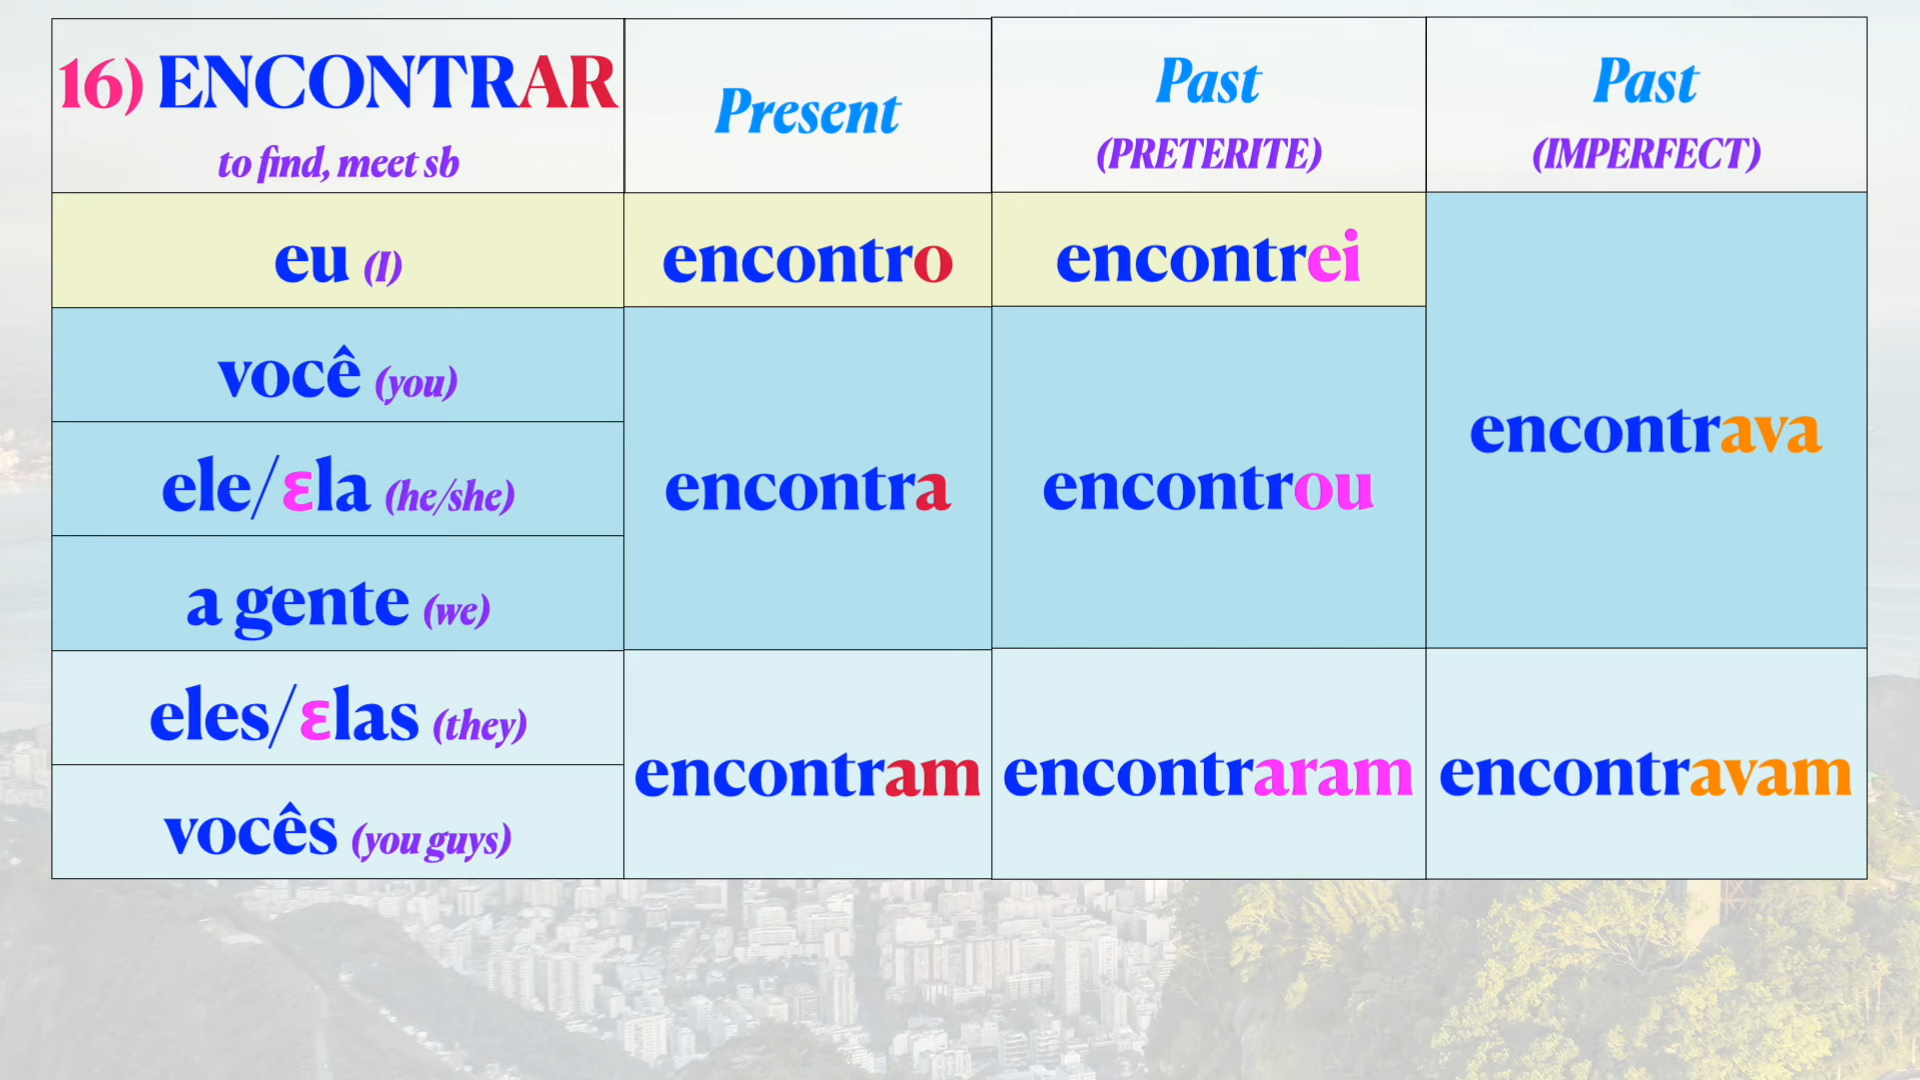 16) ENCONTRAR
to find, meet sb
Present
Past
(PRETERITE)
Past
(IMPERFECT)
eu (I)
encontro
encontrei
você (you)
ele/ɛla (he/she)
a gente (we)
encontra
encontrou
encontrava
eles/ɛlas (they)
vocês (you guys)
encontram
encontraram
encontravam